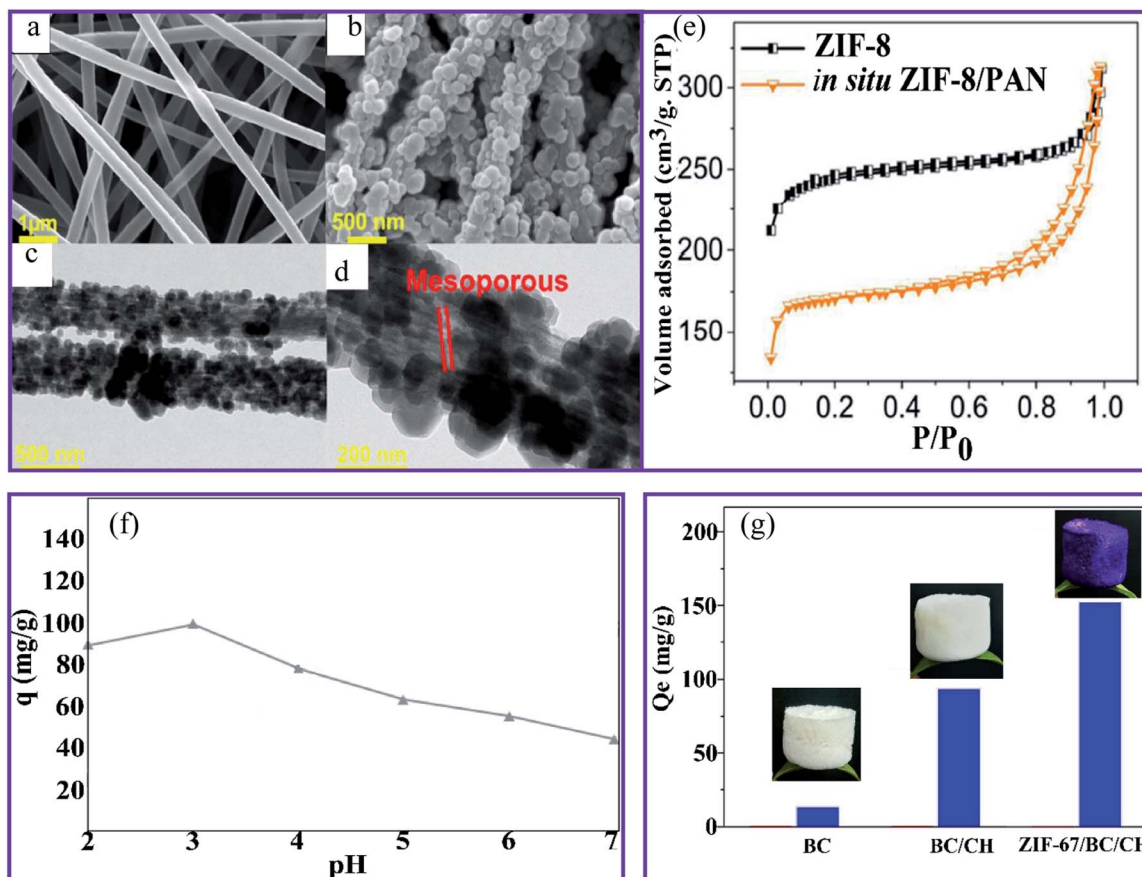 a
1μm
b
500 nm
c
500 nm
d
Mesoporous
200 nm
(e)
ZIF-8
in situ ZIF-8/PAN
Volume adsorbed (cm³/g. STP)
300
250
200
150
0.0 0.2 0.4 0.6 0.8 1.0
P/P₀
(f)
q (mg/g)
140
120
100
80
60
40
20
2 3 4 5 6 7
pH
(g)
Qe (mg/g)
200
150
100
50
0
BC BC/CH ZIF-67/BC/CH